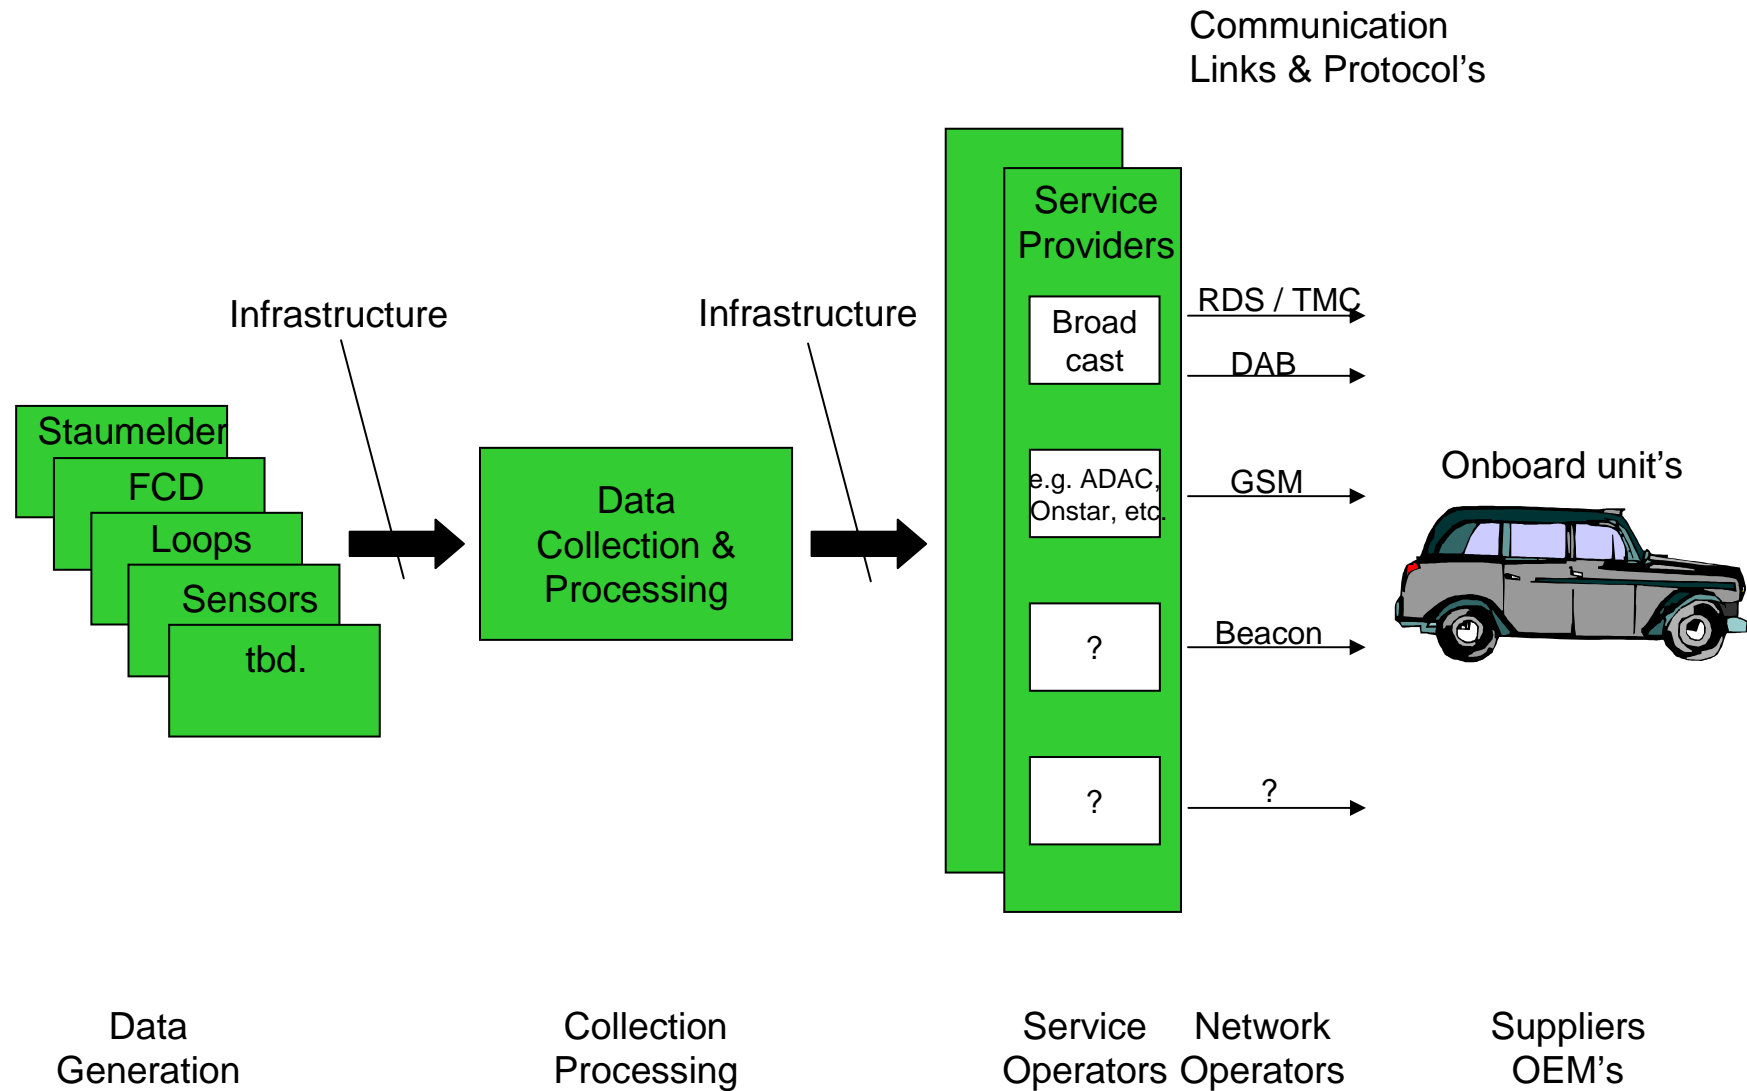 Communication
Links & Protocol's
Service
Providers
Infrastructure
Infrastructure
RDS / TMC
Broad
cast
DAB
Staumelder
FCD
Loops
Sensors
tbd.
Data
Collection &
Processing
e.g. ADAC,
Onstar, etc.
GSM
Onboard unit's
?
Beacon
?
?
Data
Generation
Collection
Processing
Service
Operators
Network
Operators
Suppliers
OEM's